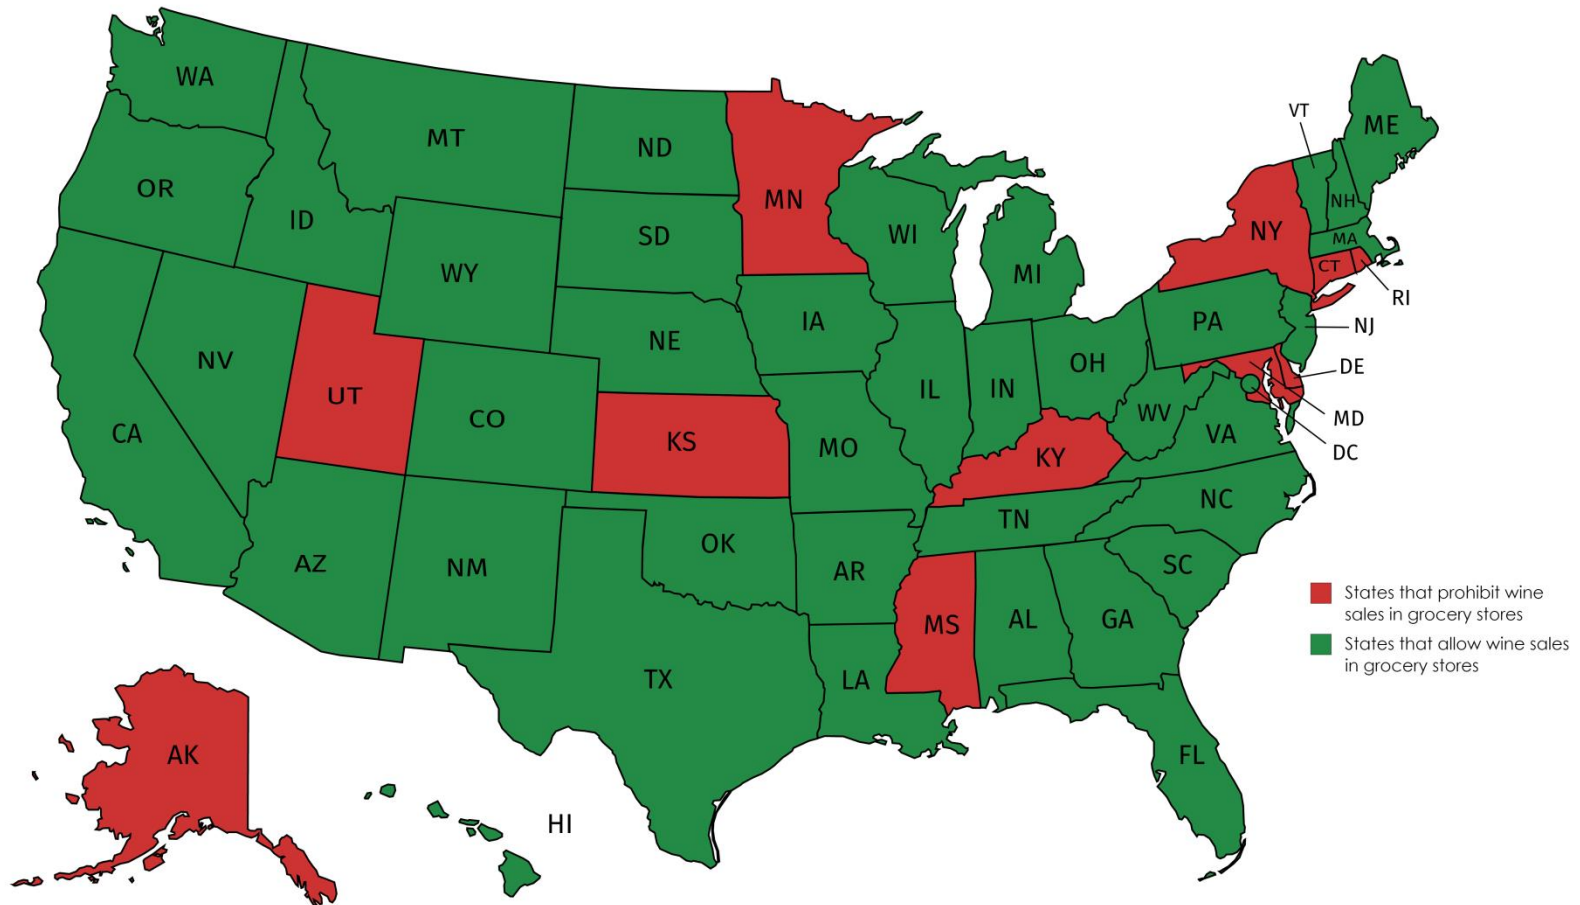 WA
MT
ND
MN
VT
ME
OR
ID
SD
WI
MI
NY
NH
MA
CT
RI
WY
IA
PA
NJ
NV
UT
NE
IL
IN
OH
DE
CA
CO
KS
MO
KY
WV
VA
MD
DC
AZ
NM
OK
AR
TN
NC
SC
MS
AL
GA
States that prohibit wine
sales in grocery stores
States that allow wine sales
in grocery stores
TX
LA
FL
AK
HI